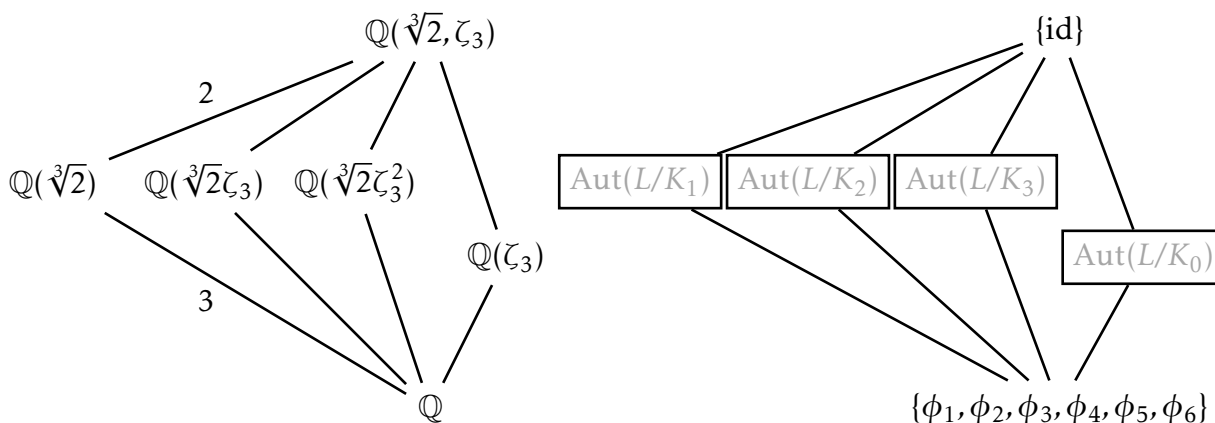 ℚ(∛2, ζ₃)
{id}
2
ℚ(∛2)
ℚ(∛2ζ₃)
ℚ(∛2ζ₃²)
Aut(L/K₁)
Aut(L/K₂)
Aut(L/K₃)
ℚ(ζ₃)
Aut(L/K₀)
3
ℚ
{ϕ₁, ϕ₂, ϕ₃, ϕ₄, ϕ₅, ϕ₆}